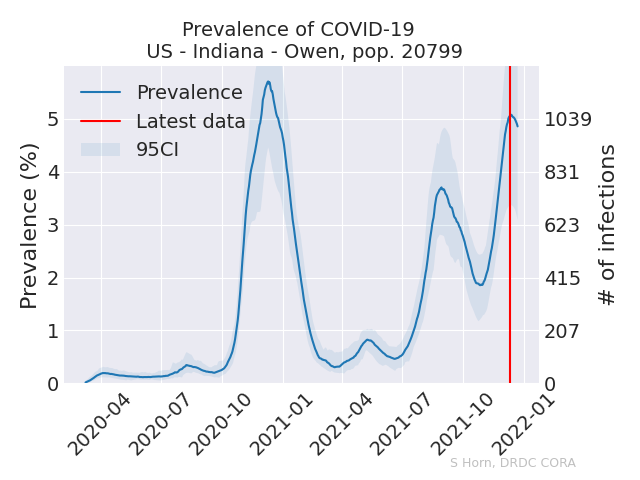 Prevalence of COVID-19
US - Indiana - Owen, pop. 20799
Prevalence
Latest data
95CI
Prevalence (%)
5
4
3
2
1
0
1039
831
623
415
207
0
# of infections
2020-04
2020-07
2020-10
2021-01
2021-04
2021-07
2021-10
2022-01
S Horn, DRDC CORA